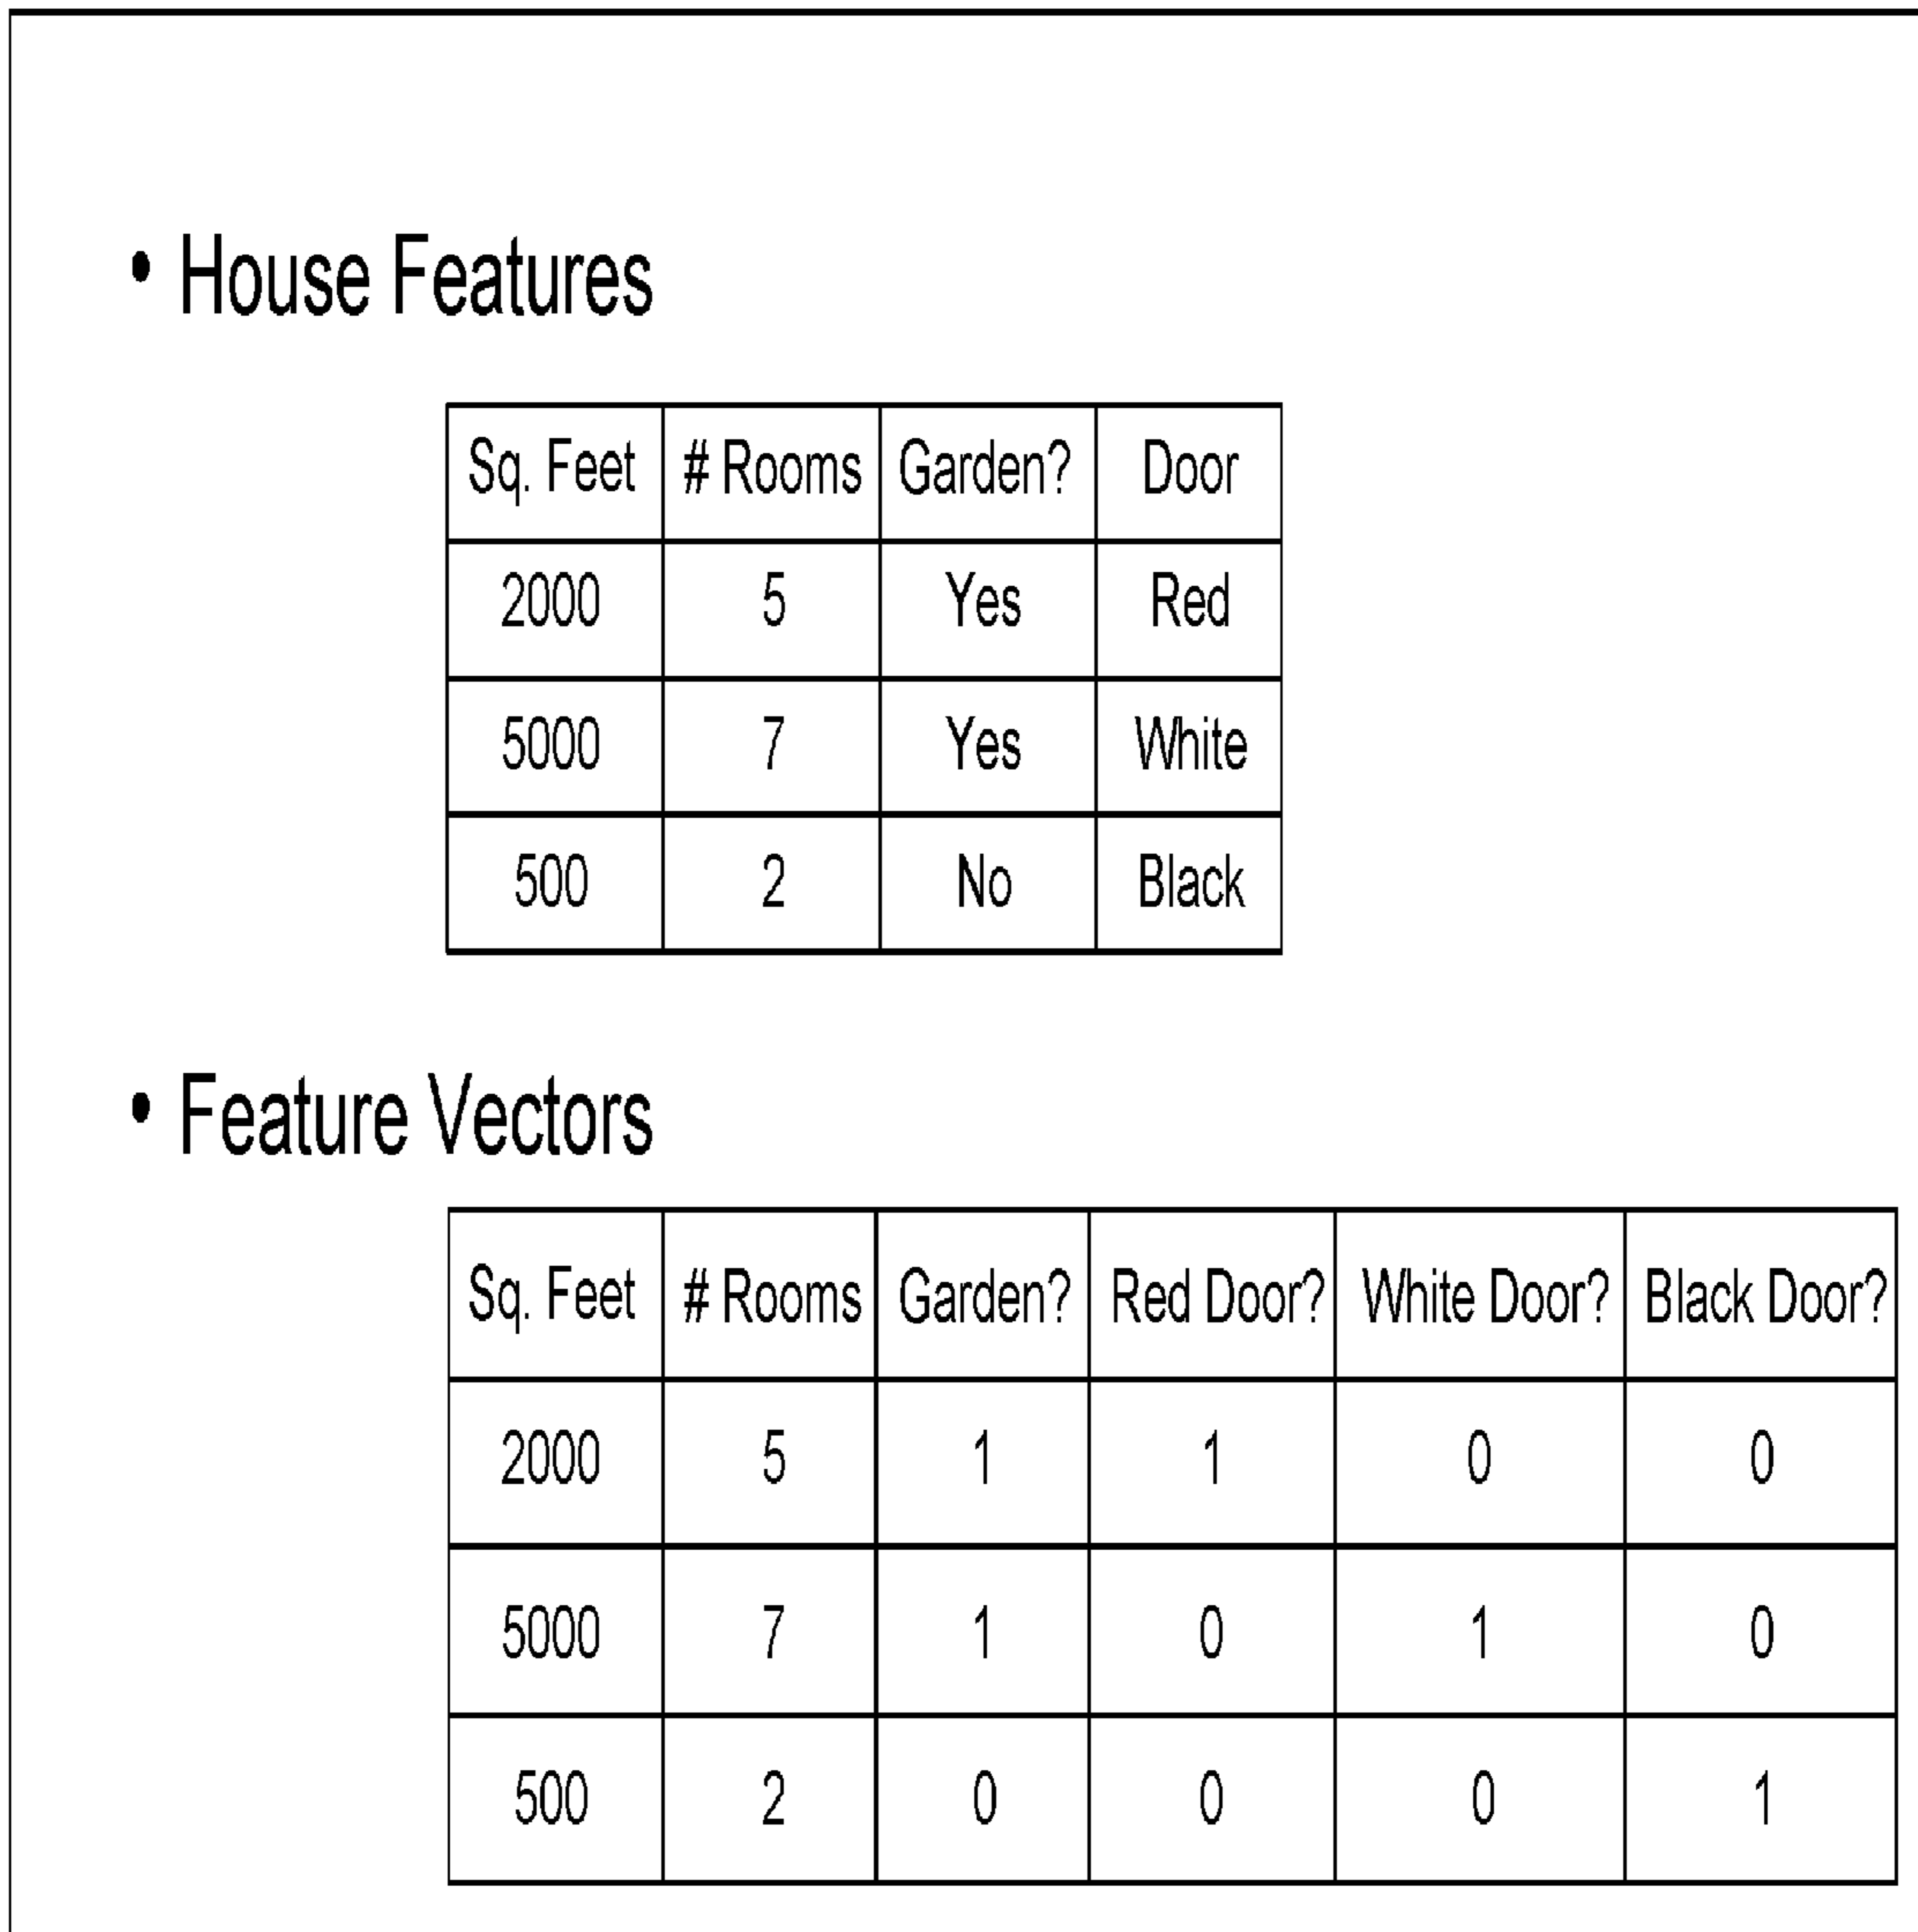 • House Features
Sq. Feet # Rooms Garden? Door
2000 5 Yes Red
5000 7 Yes White
500 2 No Black
• Feature Vectors
Sq. Feet # Rooms Garden? Red Door? White Door? Black Door?
2000 5 1 1 0 0
5000 7 1 0 1 0
500 2 0 0 0 1